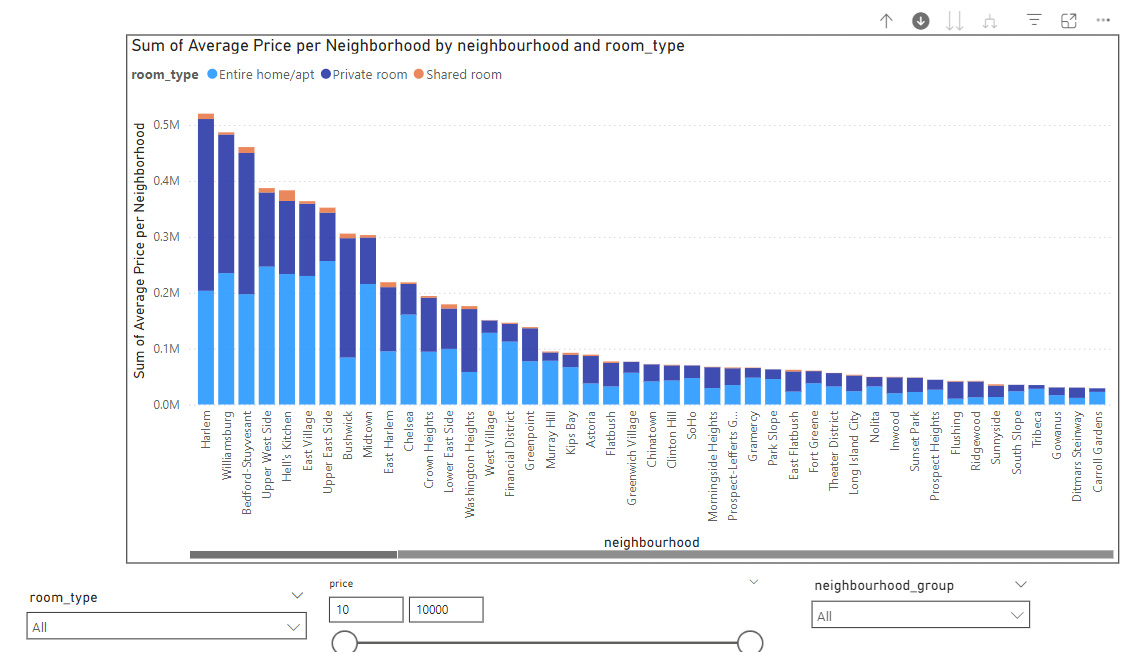 Sum of Average Price per Neighborhood by neighbourhood and room_type
room_type Entire home/apt Private room Shared room
Sum of Average Price per Neighborhood
0.5M
0.4M
0.3M
0.2M
0.1M
0.0M
Harlem
Williamsburg
Bedford-Stuyvesant
Upper West Side
Hell's Kitchen
East Village
Upper East Side
Bushwick
Midtown
East Harlem
Chelsea
Crown Heights
Lower East Side
Washington Heights
West Village
Financial District
Greenpoint
Murray Hill
Kips Bay
Astoria
Flatbush
Greenwich Village
Chinatown
Clinton Hill
SoHo
Morningside Heights
Prospect-Lefferts G...
Gramercy
Park Slope
East Flatbush
Fort Greene
Theater District
Long Island City
Nolita
Inwood
Sunset Park
Prospect Heights
Flushing
Ridgewood
Sunnyside
South Slope
Tribeca
Gowanus
Ditmars Steinway
Carroll Gardens
neighbourhood
room_type
All
price
10 10000
neighbourhood_group
All